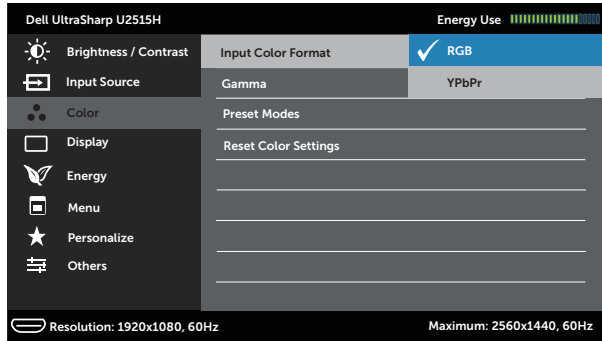 Dell UltraSharp U2515H Energy Use
Brightness / Contrast Input Color Format RGB
Input Source Gamma YPbPr
Color Preset Modes
Display Reset Color Settings
Energy
Menu
Personalize
Others
Resolution: 1920x1080, 60Hz Maximum: 2560x1440, 60Hz